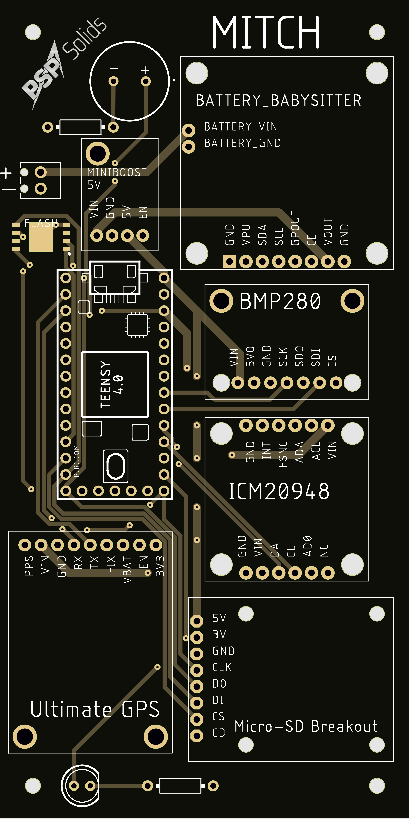 MITCH
PSP Solids
- +
BATTERY_BABYSITTER
BATTERY VIN
BATTERY_GND
+
-
MINIBOOST
5V
VIN
GND
5V
EN
FLASH
GND
VPU
SDA
SCL
GPOUT
CE
VOUT
GND
BMP280
VIN
3VO
GND
SCK
SDO
SDI
CS
TEENSY
4.0
GND
INT
FSNC
ADA
ACL
VIN
ICM20948
GND
VIN
DA
CL
AD0
NC
PPS
VIN
GND
RX
TX
FIX
VBAT
EN
3V3
Ultimate GPS
5V
3V
GND
CLK
DO
DI
CS
CD
Micro-SD Breakout